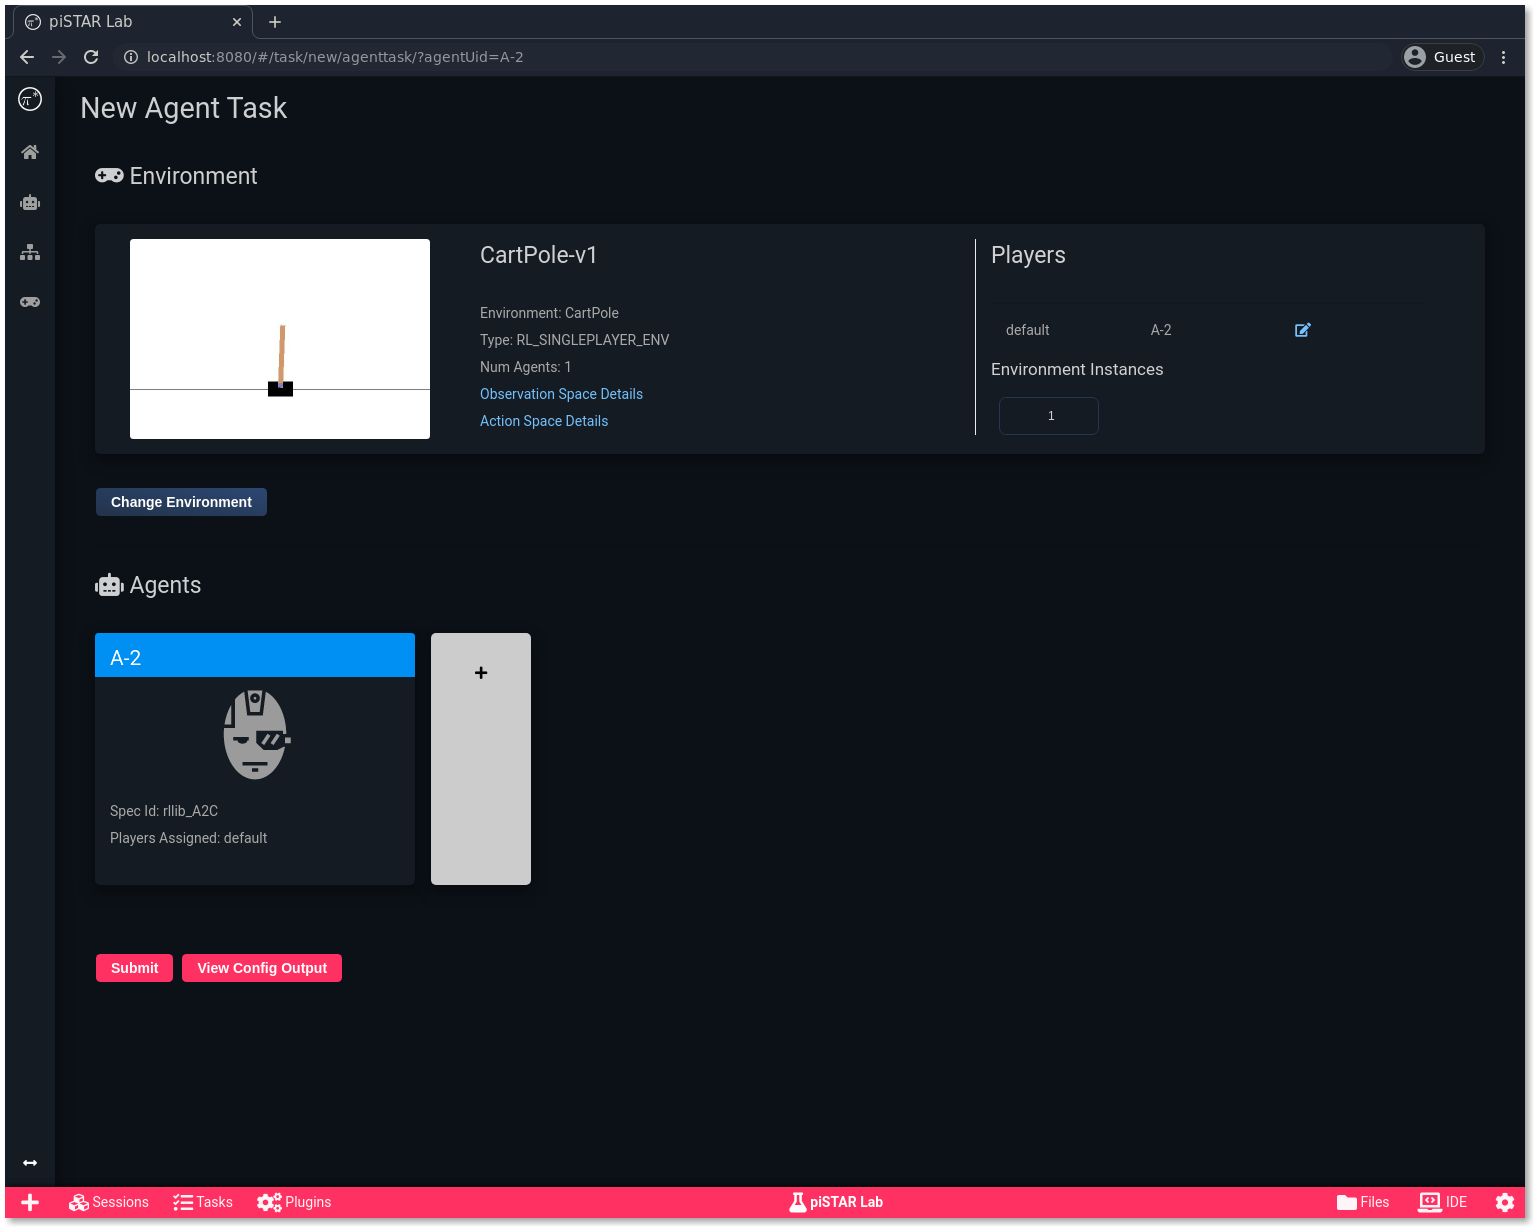 piSTAR Lab
localhost:8080/#/task/new/agenttask/?agentUid=A-2
Guest
New Agent Task
Environment
CartPole-v1
Environment: CartPole
Type: RL_SINGLEPLAYER_ENV
Num Agents: 1
Observation Space Details
Action Space Details
Players
default A-2
Environment Instances
1
Change Environment
Agents
A-2
Spec Id: rllib_A2C
Players Assigned: default
+
Submit View Config Output
Sessions Tasks Plugins piSTAR Lab Files IDE